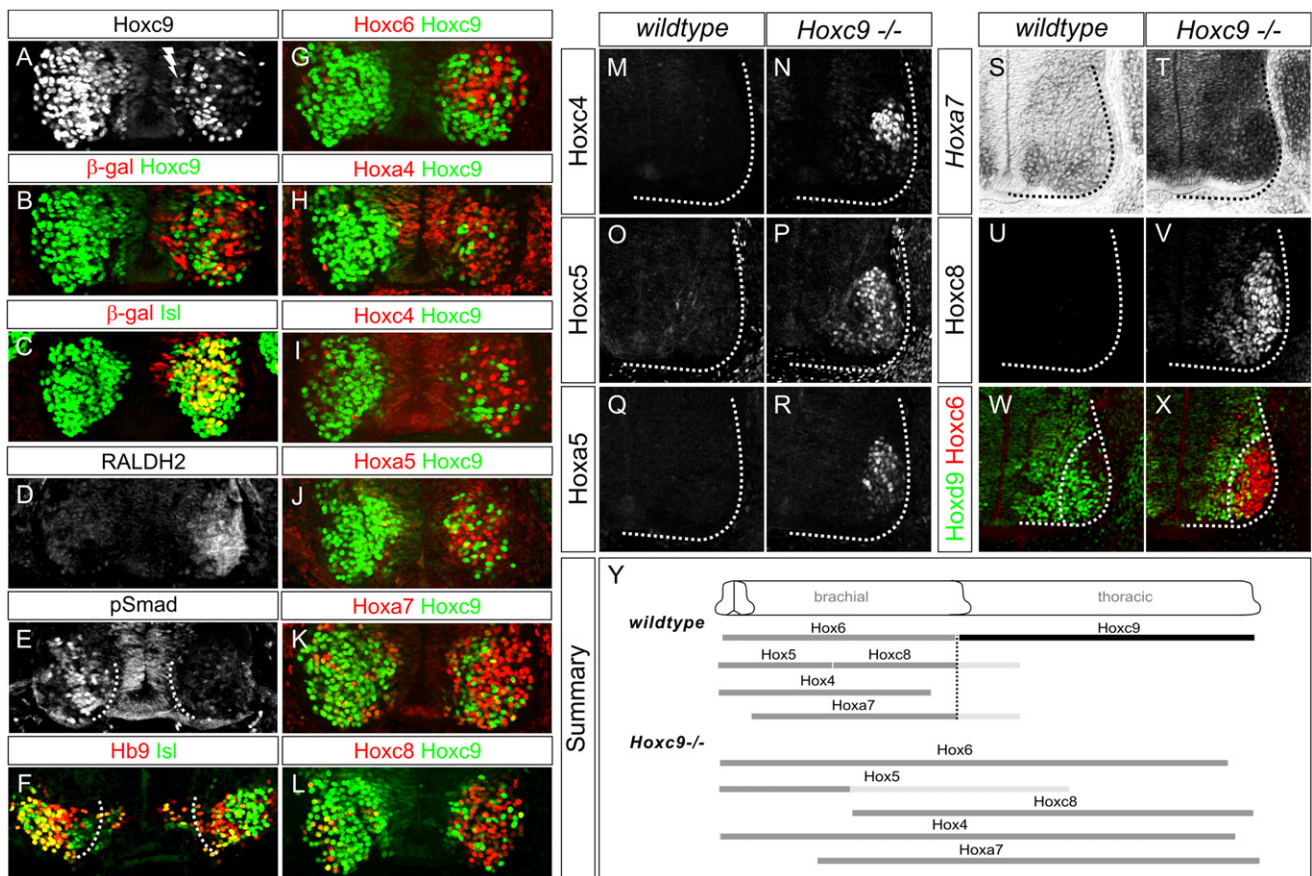 Hoxc9
A
β-gal Hoxc9
B
β-gal Isl
C
RALDH2
D
pSmad
E
Hb9 Isl
F
Hoxc6 Hoxc9
G
Hoxa4 Hoxc9
H
Hoxc4 Hoxc9
I
Hoxa5 Hoxc9
J
Hoxa7 Hoxc9
K
Hoxc8 Hoxc9
L
wildtype
Hoxc9 -/-
Hoxc4
M
N
Hoxc5
O
P
Hoxa5
Q
R
wildtype
Hoxc9 -/-
Hoxa7
S
T
Hoxc8
U
V
Hoxd9 Hoxc6
W
X
Summary
Y
brachial
thoracic
wildtype
Hox6
Hoxc9
Hox5
Hoxc8
Hox4
Hoxa7
Hoxc9-/-
Hox6
Hox5
Hoxc8
Hox4
Hoxa7